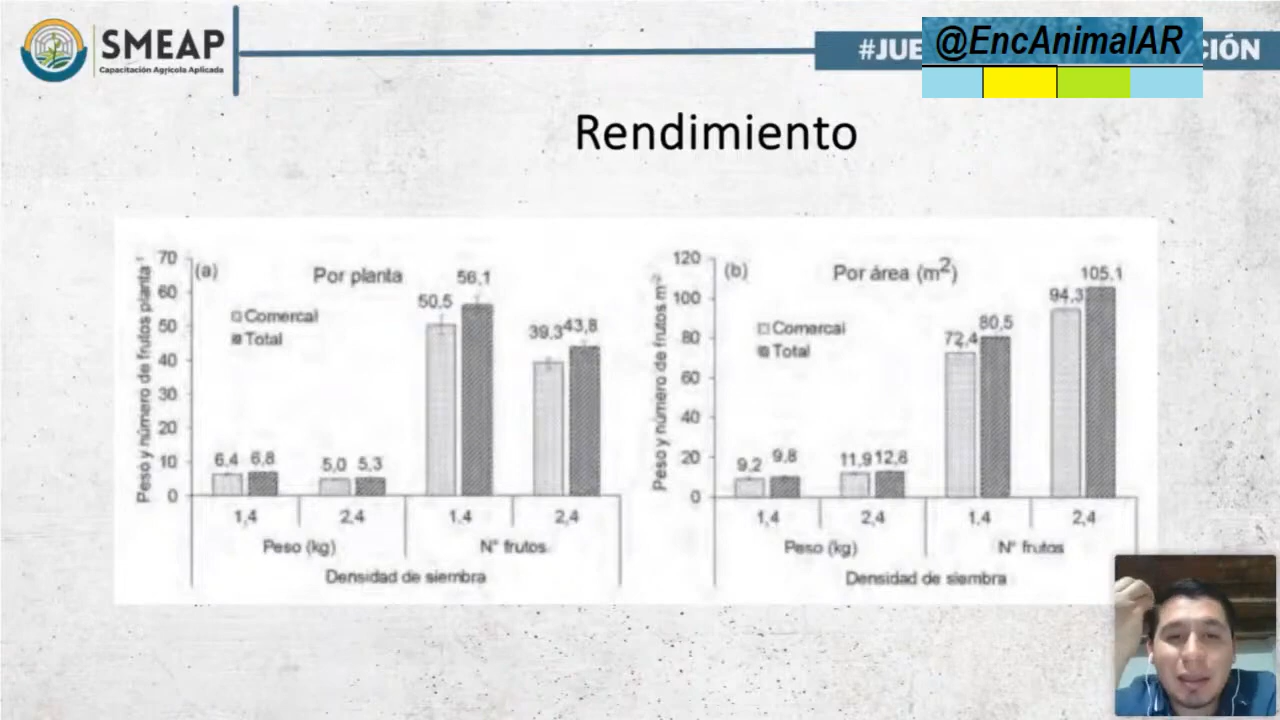 SMEAP
Capacitación Agrícola Aplicada
#JUE
CIÓN
@EncAnimalAR
Rendimiento
Peso y número de frutos planta⁻¹
70
60
50
40
30
20
10
0
(a)
Por planta
Comercal
Total
6,4
6,8
5,0
5,3
50,5
56,1
39,3
43,8
1,4
2,4
1,4
2,4
Peso (kg)
N° frutos
Densidad de siembra
Peso y número de frutos m⁻²
120
100
80
60
40
20
0
(b)
Por área (m²)
Comercal
Total
9,2
9,8
11,9
12,8
72,4
80,5
94,3
105,1
1,4
2,4
1,4
2,4
Peso (kg)
N° frutos
Densidad de siembra